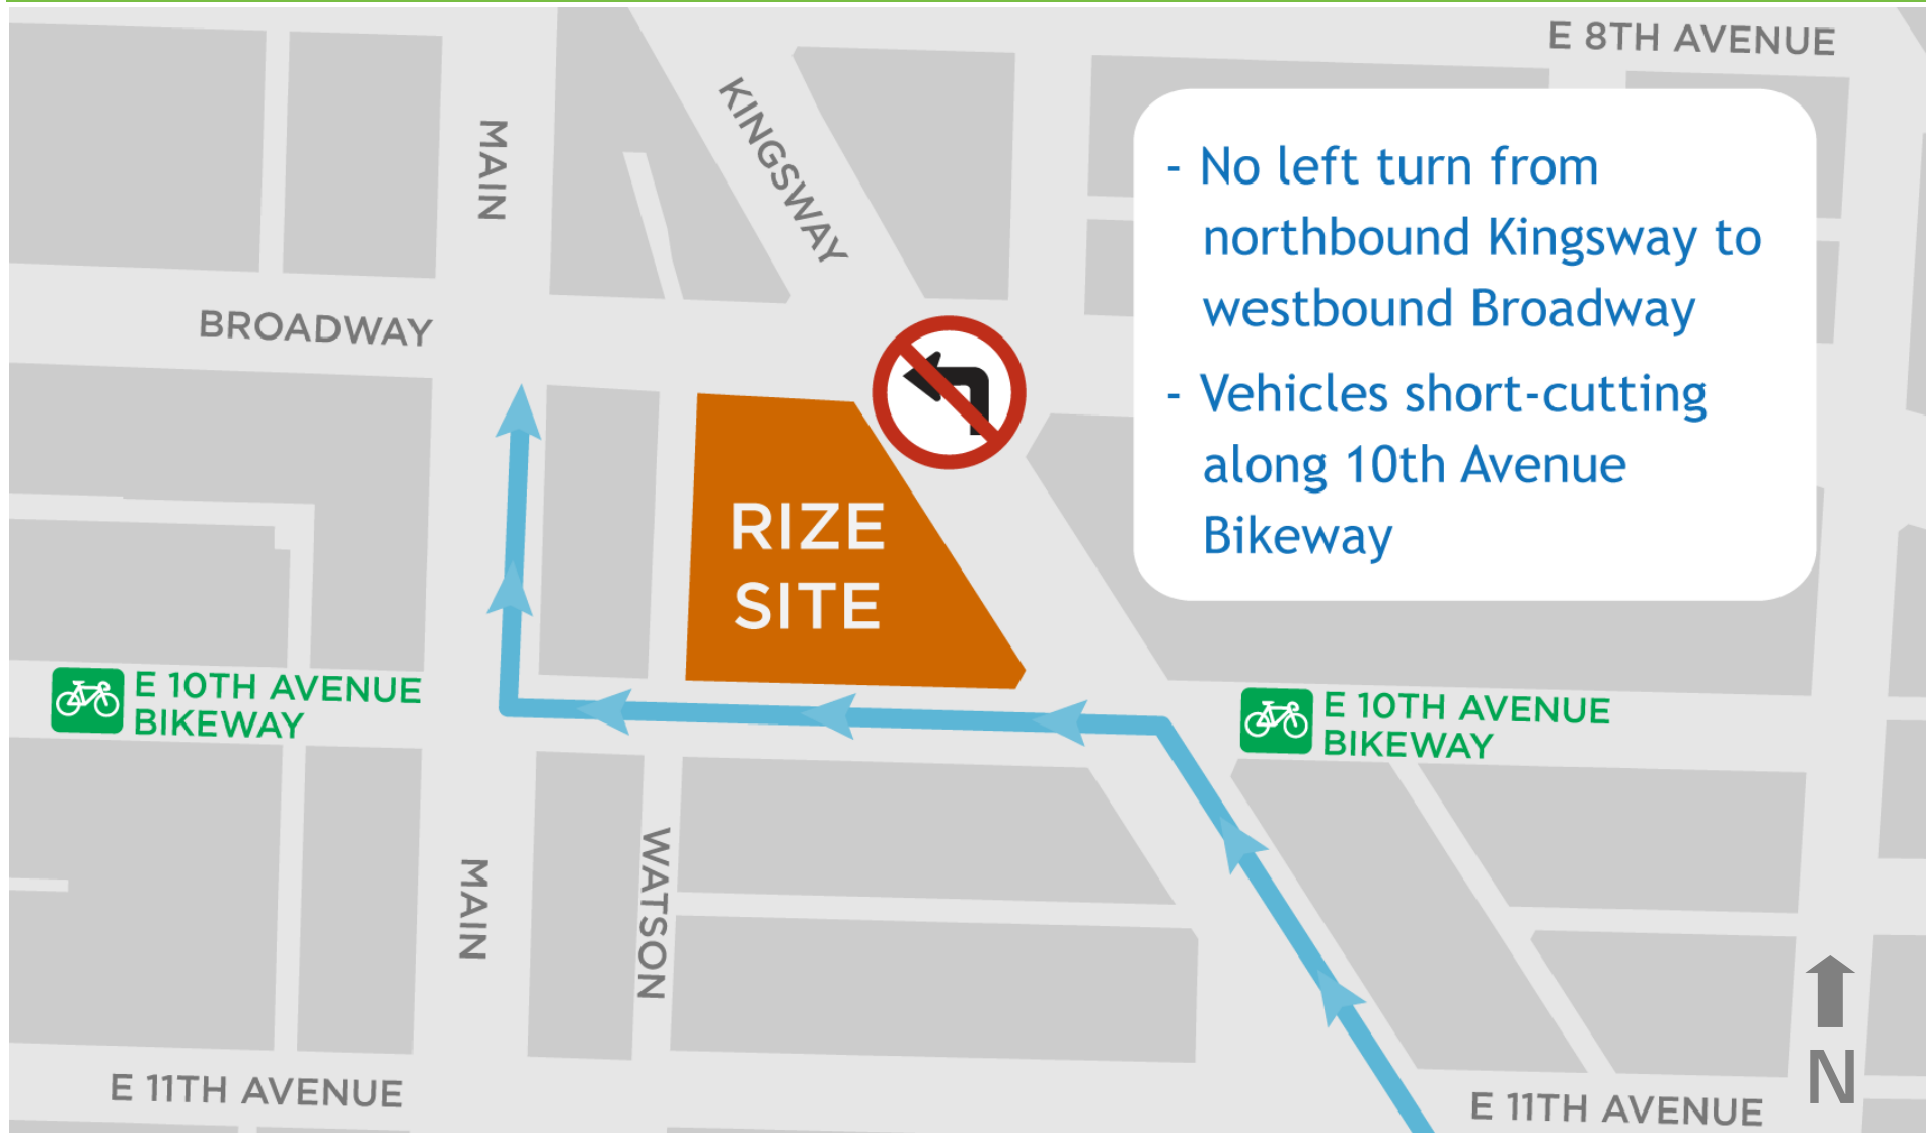 E 8TH AVENUE
KINGSWAY
MAIN
- No left turn from
northbound Kingsway to
westbound Broadway
- Vehicles short-cutting
along 10th Avenue
Bikeway
BROADWAY
RIZE
SITE
E 10TH AVENUE
BIKEWAY
E 10TH AVENUE
BIKEWAY
MAIN
WATSON
N
E 11TH AVENUE
E 11TH AVENUE